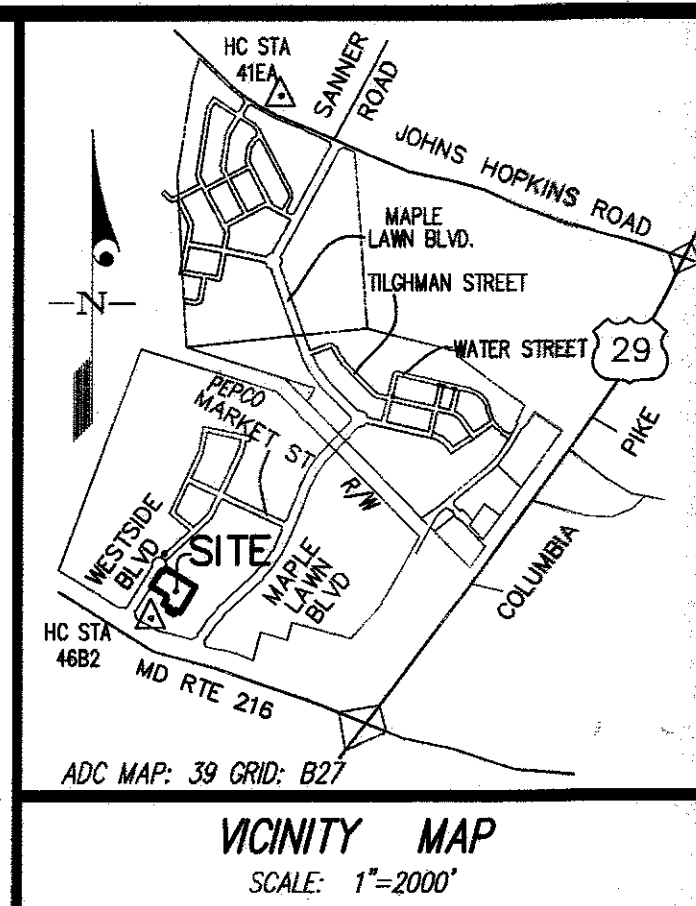 HC STA
41EA
SANNER
ROAD
JOHNS HOPKINS ROAD
MAPLE
LAWN BLVD.
TILGHMAN STREET
-N-
WATER STREET
29
PEPCO
MARKET ST
R/W
PIKE
COLUMBIA
WESTSIDE
BLVD
SITE
MAPLE
LAWN
BLVD
HC STA
46B2
MD RTE 216
ADC MAP: 39 GRID: B27
VICINITY MAP
SCALE: 1"=2000'